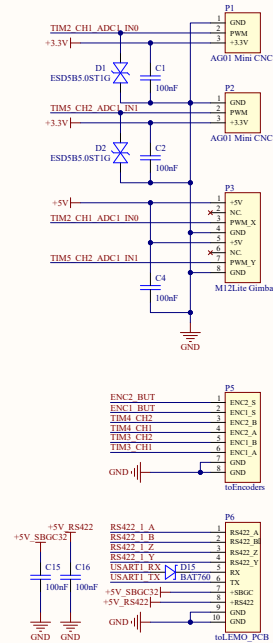 P1
TIM2_CH1_ADC1_IN0 1 GND
2 PWM
+3.3V 3 +3.3V
AG01 Mini CNC
D1
ESD5B5.0ST1G
C1
100nF
P2
TIM5_CH2_ADC1_IN1 1 GND
2 PWM
+3.3V 3 +3.3V
AG01 Mini CNC
D2
ESD5B5.0ST1G
C2
100nF
P3
+5V 1 +5V
2 NC
TIM2_CH1_ADC1_IN0 3 PWM_X
4 GND
5 +5V
6 NC
TIM5_CH2_ADC1_IN1 7 PWM_Y
8 GND
M12Lite Gimba
C4
100nF
GND
P5
ENC2_BUT 1 ENC2_S
ENC1_BUT 2 ENC1_S
TIM4_CH2 3 ENC2_B
TIM4_CH1 4 ENC2_A
TIM3_CH2 5 ENC1_B
TIM3_CH1 6 ENC1_A
7 GND
GND 8 GND
toEncoders
P6
+5V_RS422 RS422_1_A 1 RS422_A
+5V_SBGC32 RS422_1_B 2 RS422_B
RS422_1_Z 3 RS422_Z
RS422_1_Y 4 RS422_Y
C15 C16 USART1_RX D15 5 RX
100nF 100nF USART1_TX BAT760 6 TX
+5V_SBGC32 7 +SBGC
+5V_RS422 8 +RS422
9 GND
GND GND GND 10 GND
toLEMO_PCB